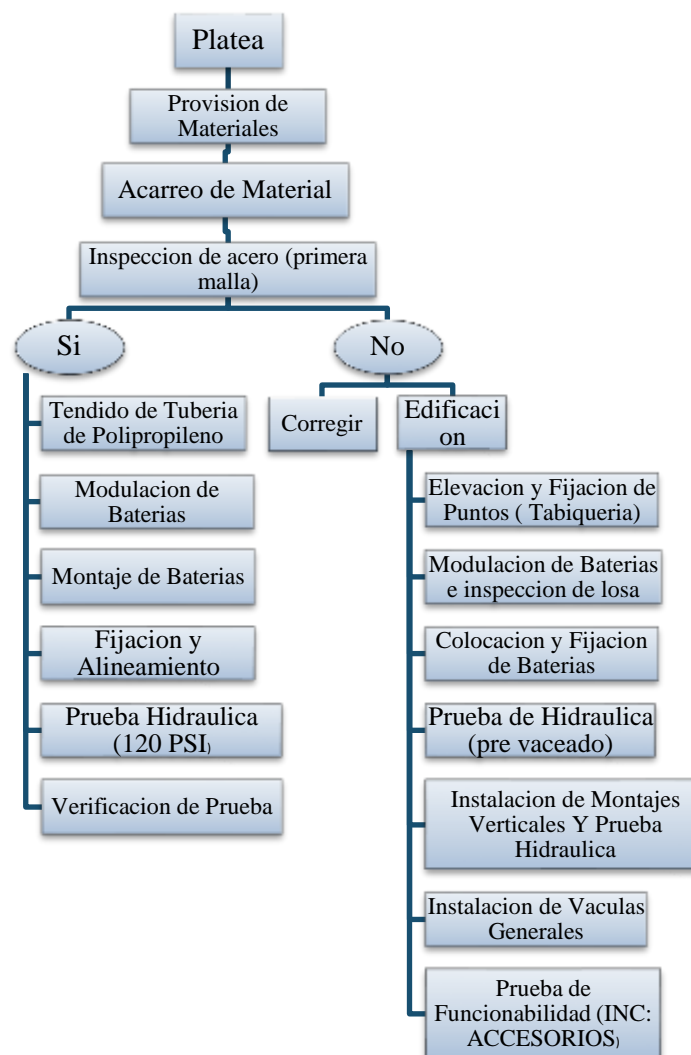 Platea
Provision de
Materiales
Acarreo de Material
Inspeccion de acero (primera
malla)
Si
No
Tendido de Tuberia
de Polipropileno
Modulacion de
Baterias
Montaje de Baterias
Fijacion y
Alineamiento
Prueba Hidraulica
(120 PSI)
Verificacion de Prueba
Corregir
Edificaci
on
Elevacion y Fijacion de
Puntos ( Tabiqueria)
Modulacion de Baterias
e inspeccion de losa
Colocacion y Fijacion
de Baterias
Prueba de Hidraulica
(pre vaceado)
Instalacion de Montajes
Verticales Y Prueba
Hidraulica
Instalacion de Vaculas
Generales
Prueba de
Funcionabilidad (INC:
ACCESORIOS)